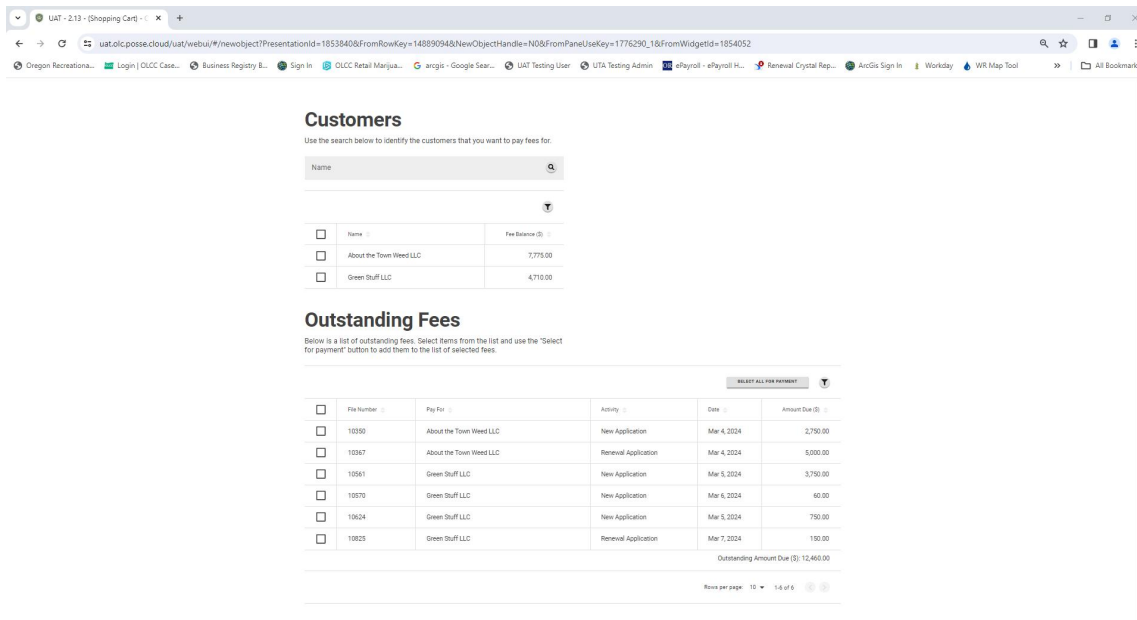 UAT - 2.13 - (Shopping Cart) -
uat.olc.posse.cloud/uat/webui/#/newobject?PresentationId=1853840&FromRowKey=14889094&NewObjectHandle=N0&FromPaneUseKey=1776290_1&FromWidgetId=1854052
Oregon Recreationa... Login | OLCC Case... Business Registry B... Sign In OLCC Retail Marijua... arcgis - Google Sear... UAT Testing User UTA Testing Admin OR ePayroll - ePayroll H... Renewal Crystal Rep... ArcGis Sign In Workday WR Map Tool » All Bookmark
Customers
Use the search below to identify the customers that you want to pay fees for.
Name
Name Fee Balance ($)
About the Town Weed LLC 7,775.00
Green Stuff LLC 4,710.00
Outstanding Fees
Below is a list of outstanding fees. Select items from the list and use the "Select
for payment" button to add them to the list of selected fees.
SELECT ALL FOR PAYMENT
File Number Pay For Activity Date Amount Due ($)
10350 About the Town Weed LLC New Application Mar 4, 2024 2,750.00
10367 About the Town Weed LLC Renewal Application Mar 4, 2024 5,000.00
10561 Green Stuff LLC New Application Mar 5, 2024 3,750.00
10570 Green Stuff LLC New Application Mar 6, 2024 60.00
10624 Green Stuff LLC New Application Mar 5, 2024 750.00
10825 Green Stuff LLC Renewal Application Mar 7, 2024 150.00
Outstanding Amount Due ($): 12,460.00
Rows per page: 10 1-6 of 6